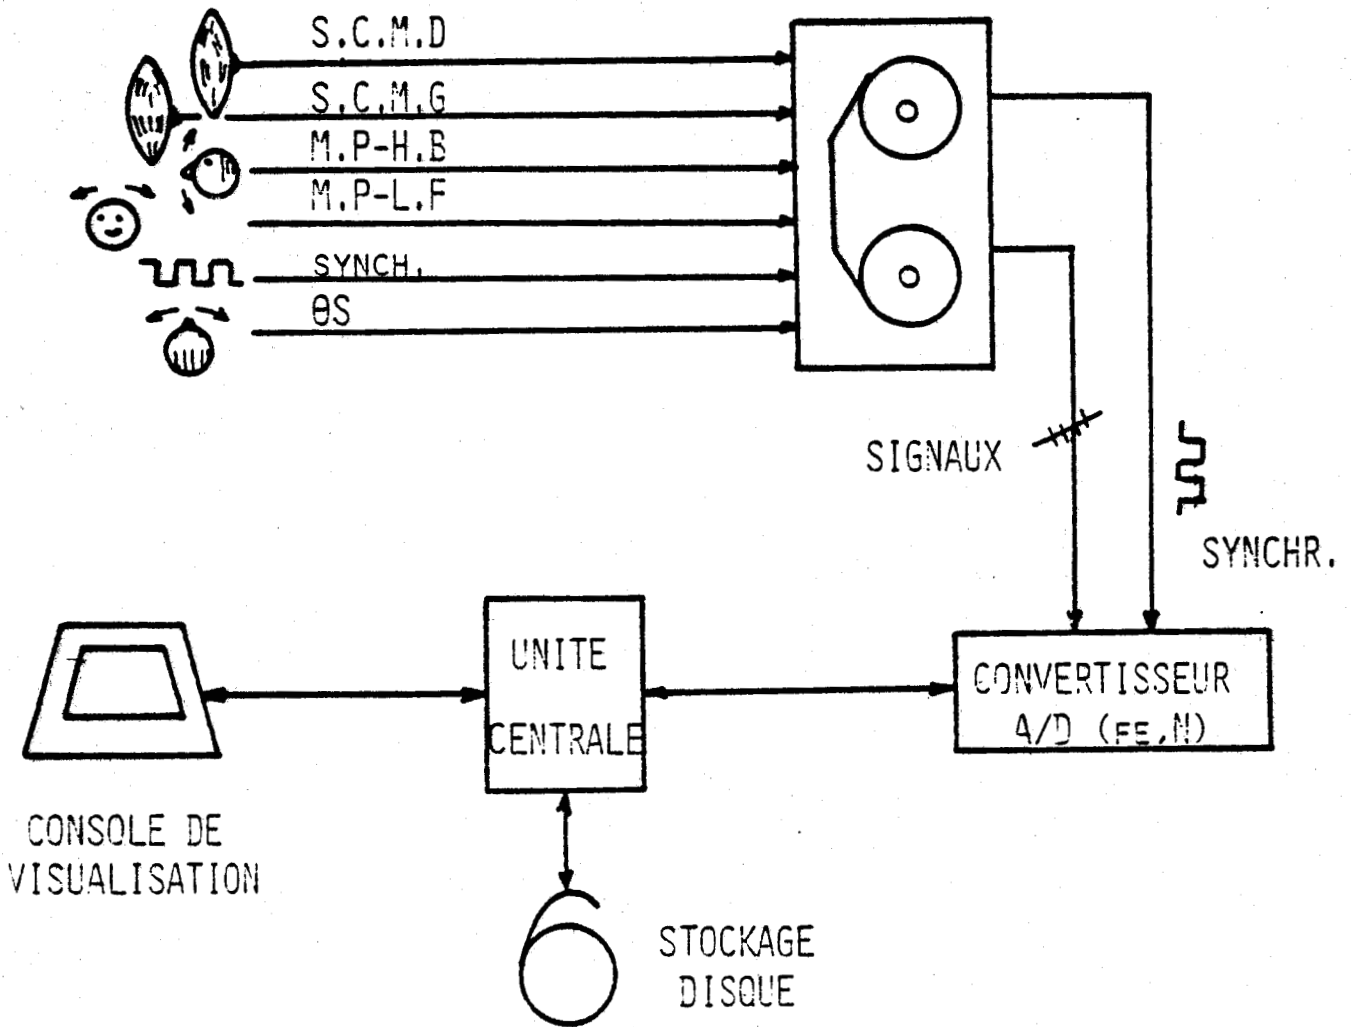 S.C.M.D
S.C.M.G
M.P-H.B
M.P-L.F
SYNCH.
θS
SIGNAUX
SYNCHR.
UNITE
CENTRALE
CONVERTISSEUR
A/D (FE,N)
CONSOLE DE
VISUALISATION
STOCKAGE
DISQUE